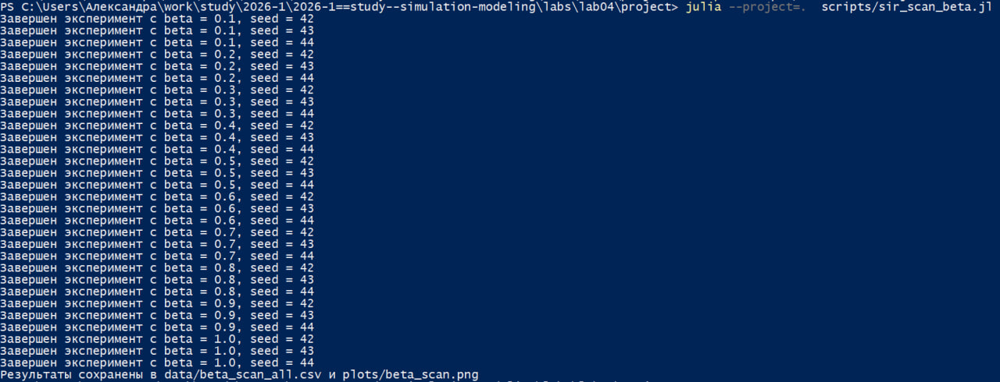 PS C:\Users\Александра\work\study\2026-1\2026-1==study--simulation-modeling\labs\lab04\project> julia --project=. scripts/sir_scan_beta.jl
Завершен эксперимент с beta = 0.1, seed = 42
Завершен эксперимент с beta = 0.1, seed = 43
Завершен эксперимент с beta = 0.1, seed = 44
Завершен эксперимент с beta = 0.2, seed = 42
Завершен эксперимент с beta = 0.2, seed = 43
Завершен эксперимент с beta = 0.2, seed = 44
Завершен эксперимент с beta = 0.3, seed = 42
Завершен эксперимент с beta = 0.3, seed = 43
Завершен эксперимент с beta = 0.3, seed = 44
Завершен эксперимент с beta = 0.4, seed = 42
Завершен эксперимент с beta = 0.4, seed = 43
Завершен эксперимент с beta = 0.4, seed = 44
Завершен эксперимент с beta = 0.5, seed = 42
Завершен эксперимент с beta = 0.5, seed = 43
Завершен эксперимент с beta = 0.5, seed = 44
Завершен эксперимент с beta = 0.6, seed = 42
Завершен эксперимент с beta = 0.6, seed = 43
Завершен эксперимент с beta = 0.6, seed = 44
Завершен эксперимент с beta = 0.7, seed = 42
Завершен эксперимент с beta = 0.7, seed = 43
Завершен эксперимент с beta = 0.7, seed = 44
Завершен эксперимент с beta = 0.8, seed = 42
Завершен эксперимент с beta = 0.8, seed = 43
Завершен эксперимент с beta = 0.8, seed = 44
Завершен эксперимент с beta = 0.9, seed = 42
Завершен эксперимент с beta = 0.9, seed = 43
Завершен эксперимент с beta = 0.9, seed = 44
Завершен эксперимент с beta = 1.0, seed = 42
Завершен эксперимент с beta = 1.0, seed = 43
Завершен эксперимент с beta = 1.0, seed = 44
Результаты сохранены в data/beta_scan_all.csv и plots/beta_scan.png